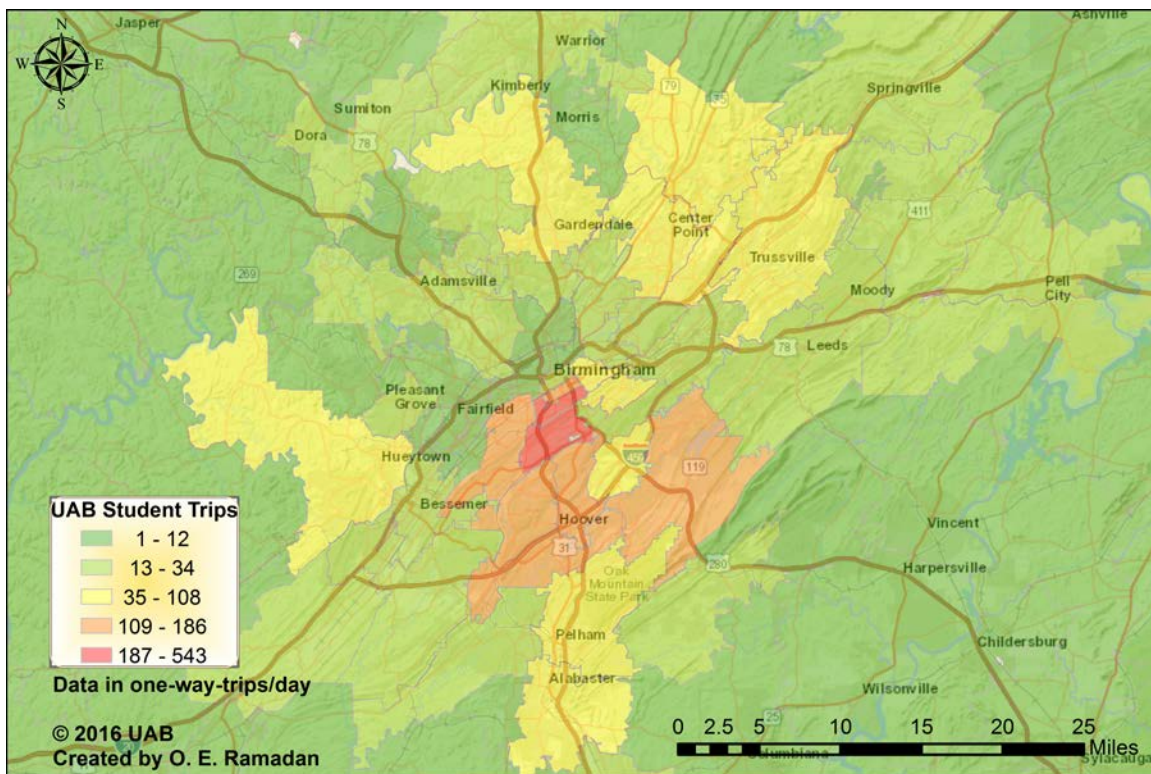 Jasper
Ashville
N
W E
S
Warrior
Kimberly
79
75
Springville
Sumiton
Morris
Dora
78
411
Gardendale
Center
Point
Trussville
269
Adamsville
Moody
Pell
City
78
Leeds
Birmingham
Pleasant
Grove
Fairfield
Hueytown
459
119
Bessemer
Hoover
31
Vincent
280
Harpersville
Oak
Mountain
State Park
Pelham
Childersburg
Alabaster
Wilsonville
25
Columbiana
Sylacauga
UAB Student Trips
1 - 12
13 - 34
35 - 108
109 - 186
187 - 543
Data in one-way-trips/day
© 2016 UAB
Created by O. E. Ramadan
0 2.5 5 10 15 20 25
Miles